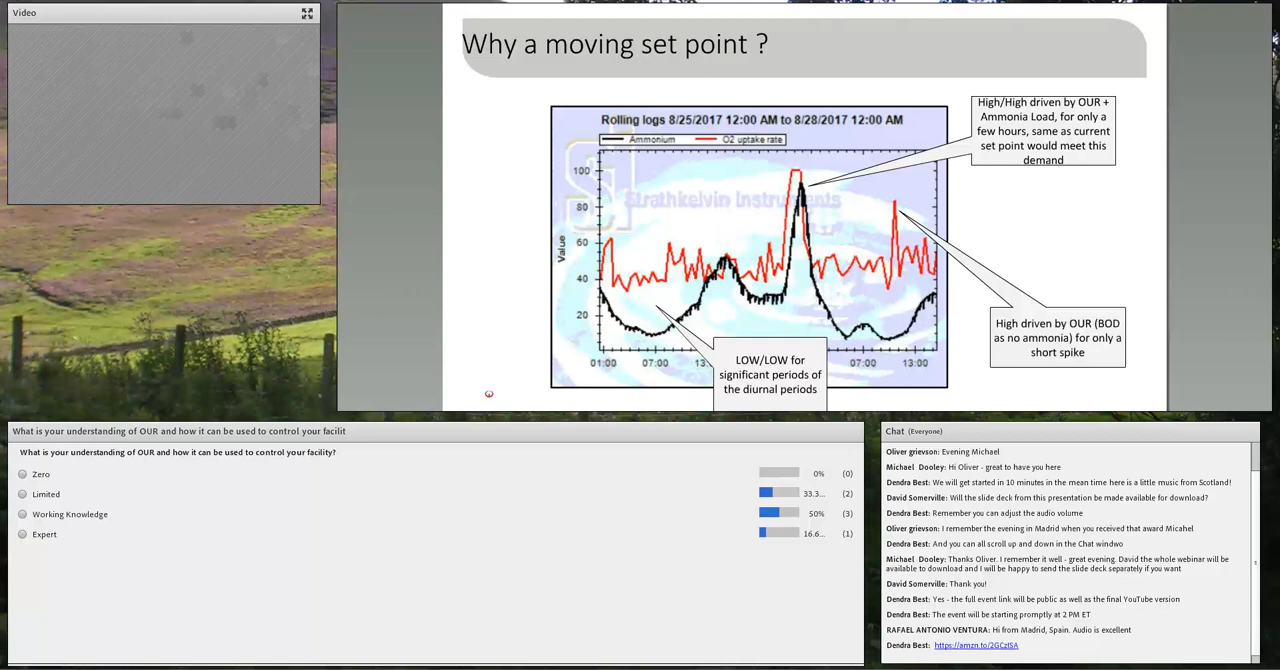 Video
Why a moving set point ?
Rolling logs 8/25/2017 12:00 AM to 8/28/2017 12:00 AM
Ammonium O2 uptake rate
Strathkelvin Instruments
Value
100
80
60
40
20
01:00 07:00 13: 07:00 13:00
High/High driven by OUR +
Ammonia Load, for only a
few hours, same as current
set point would meet this
demand
High driven by OUR (BOD
as no ammonia) for only a
short spike
LOW/LOW for
significant periods of
the diurnal periods
What is your understanding of OUR and how it can be used to control your facilit
What is your understanding of OUR and how it can be used to control your facility?
Zero 0% (0)
Limited 33.3... (2)
Working Knowledge 50% (3)
Expert 16.6... (1)
Chat (Everyone)
Oliver grievson: Evening Michael
Michael Dooley: Hi Oliver - great to have you here
Dendra Best: We will get started in 10 minutes in the mean time here is a little music from Scotland!
David Somerville: Will the slide deck from this presentation be made available for download?
Dendra Best: Remember you can adjust the audio volume
Oliver grievson: I remember the evening in Madrid when you received that award Micahel
Dendra Best: And you can all scroll up and down in the Chat windwo
Michael Dooley: Thanks Oliver. I remember it well - great evening. David the whole webinar will be
available to download and I will be happy to send the slide deck separately if you want
David Somerville: Thank you!
Dendra Best: Yes - the full event link will be public as well as the final YouTube version
Dendra Best: The event will be starting promptly at 2 PM ET
RAFAEL ANTONIO VENTURA: Hi from Madrid, Spain. Audio is excellent
Dendra Best: https://amzn.to/2GCzISA